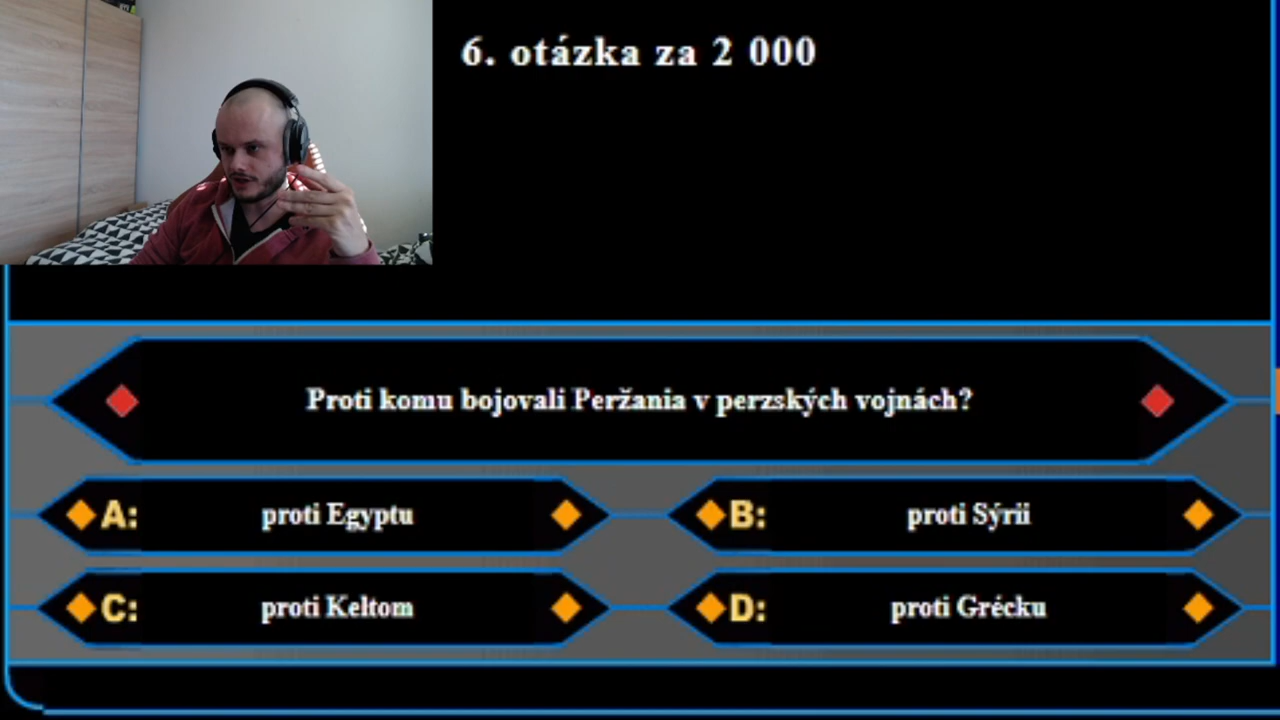 6. otázka za 2 000
Proti komu bojovali Peržania v perzských vojnách?
A: proti Egyptu
B: proti Sýrii
C: proti Keltom
D: proti Grécku